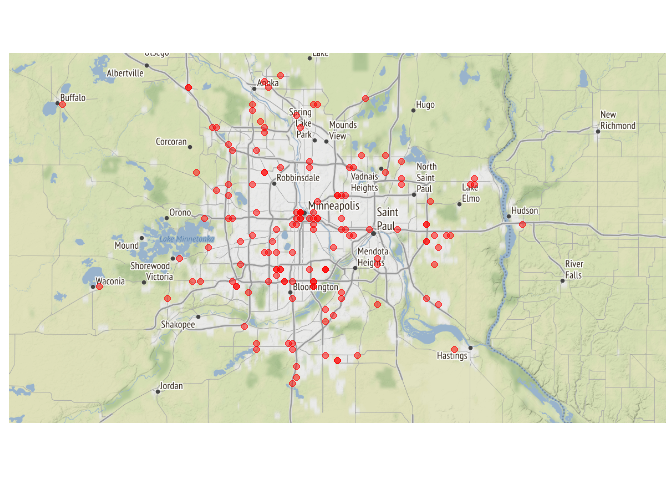 Lake
Albertville
Anoka
Buffalo
Spring
Lake
Park
Hugo
Mounds
View
New
Richmond
Corcoran
Vadnais
Heights
North
Saint
Paul
Robbinsdale
Lake
Elmo
Orono
Minneapolis
Saint
Paul
Hudson
Mound
Lake Minnetonka
Mendota
Heights
Shorewood
Victoria
River
Falls
Waconia
Bloomington
Shakopee
Hastings
Jordan